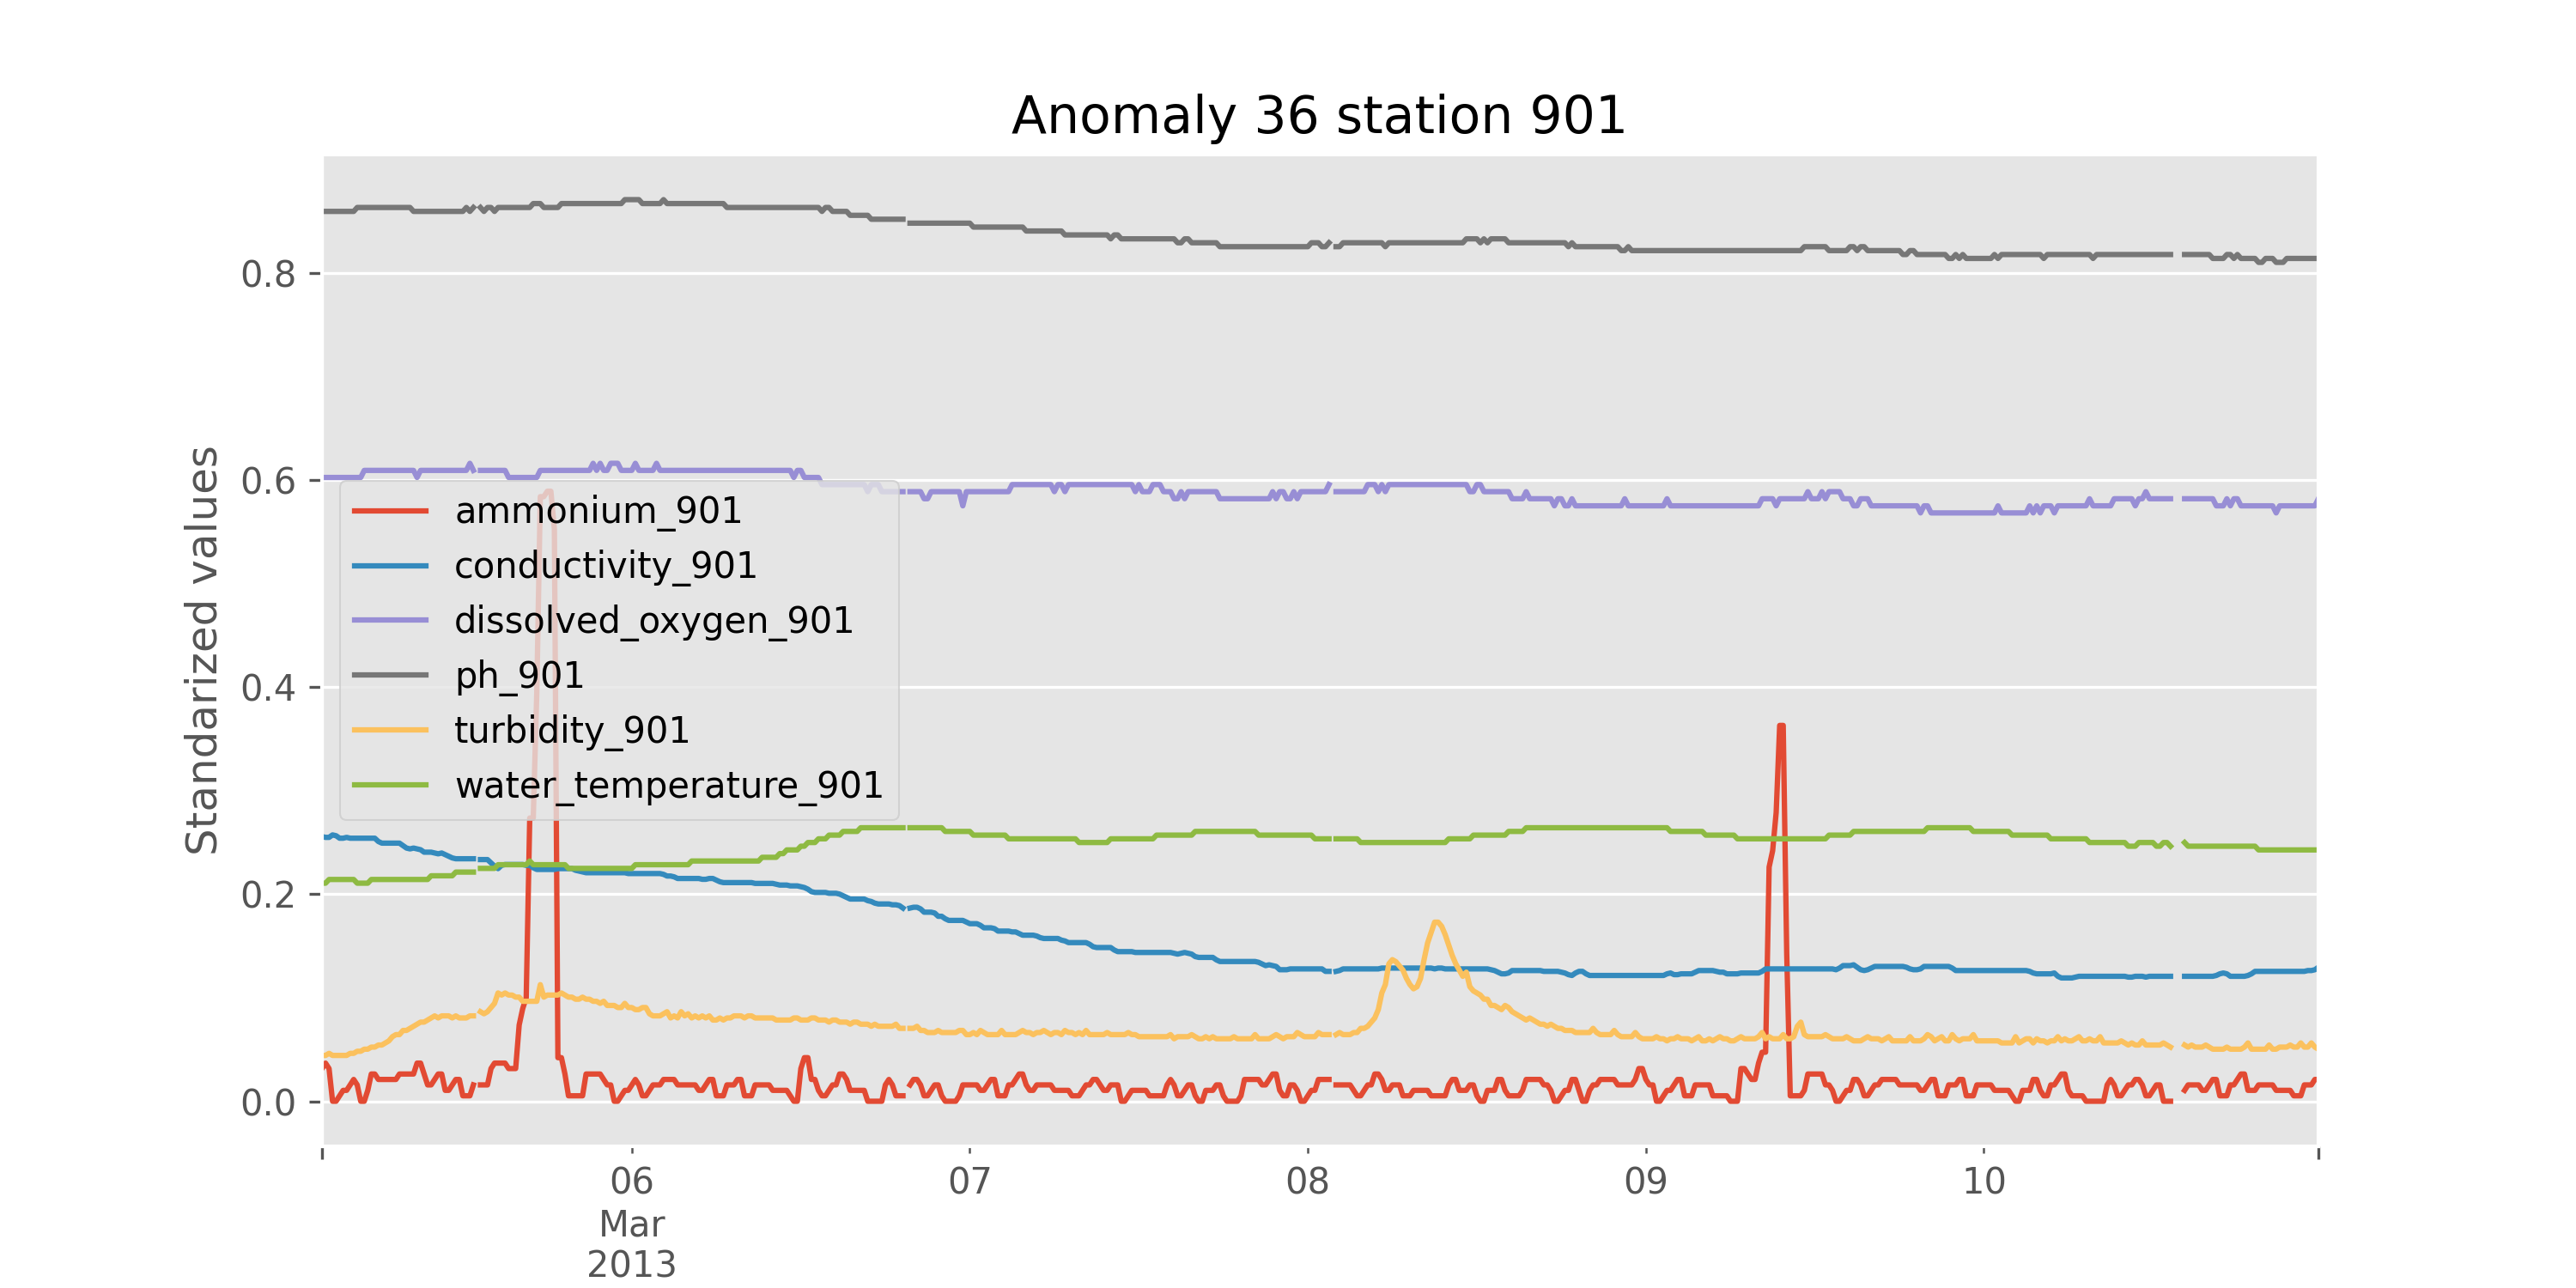 Anomaly 36 station 901
Standarized values
0.8
0.6
0.4
0.2
0.0
ammonium_901
conductivity_901
dissolved_oxygen_901
ph_901
turbidity_901
water_temperature_901
06
07
08
09
10
Mar
2013